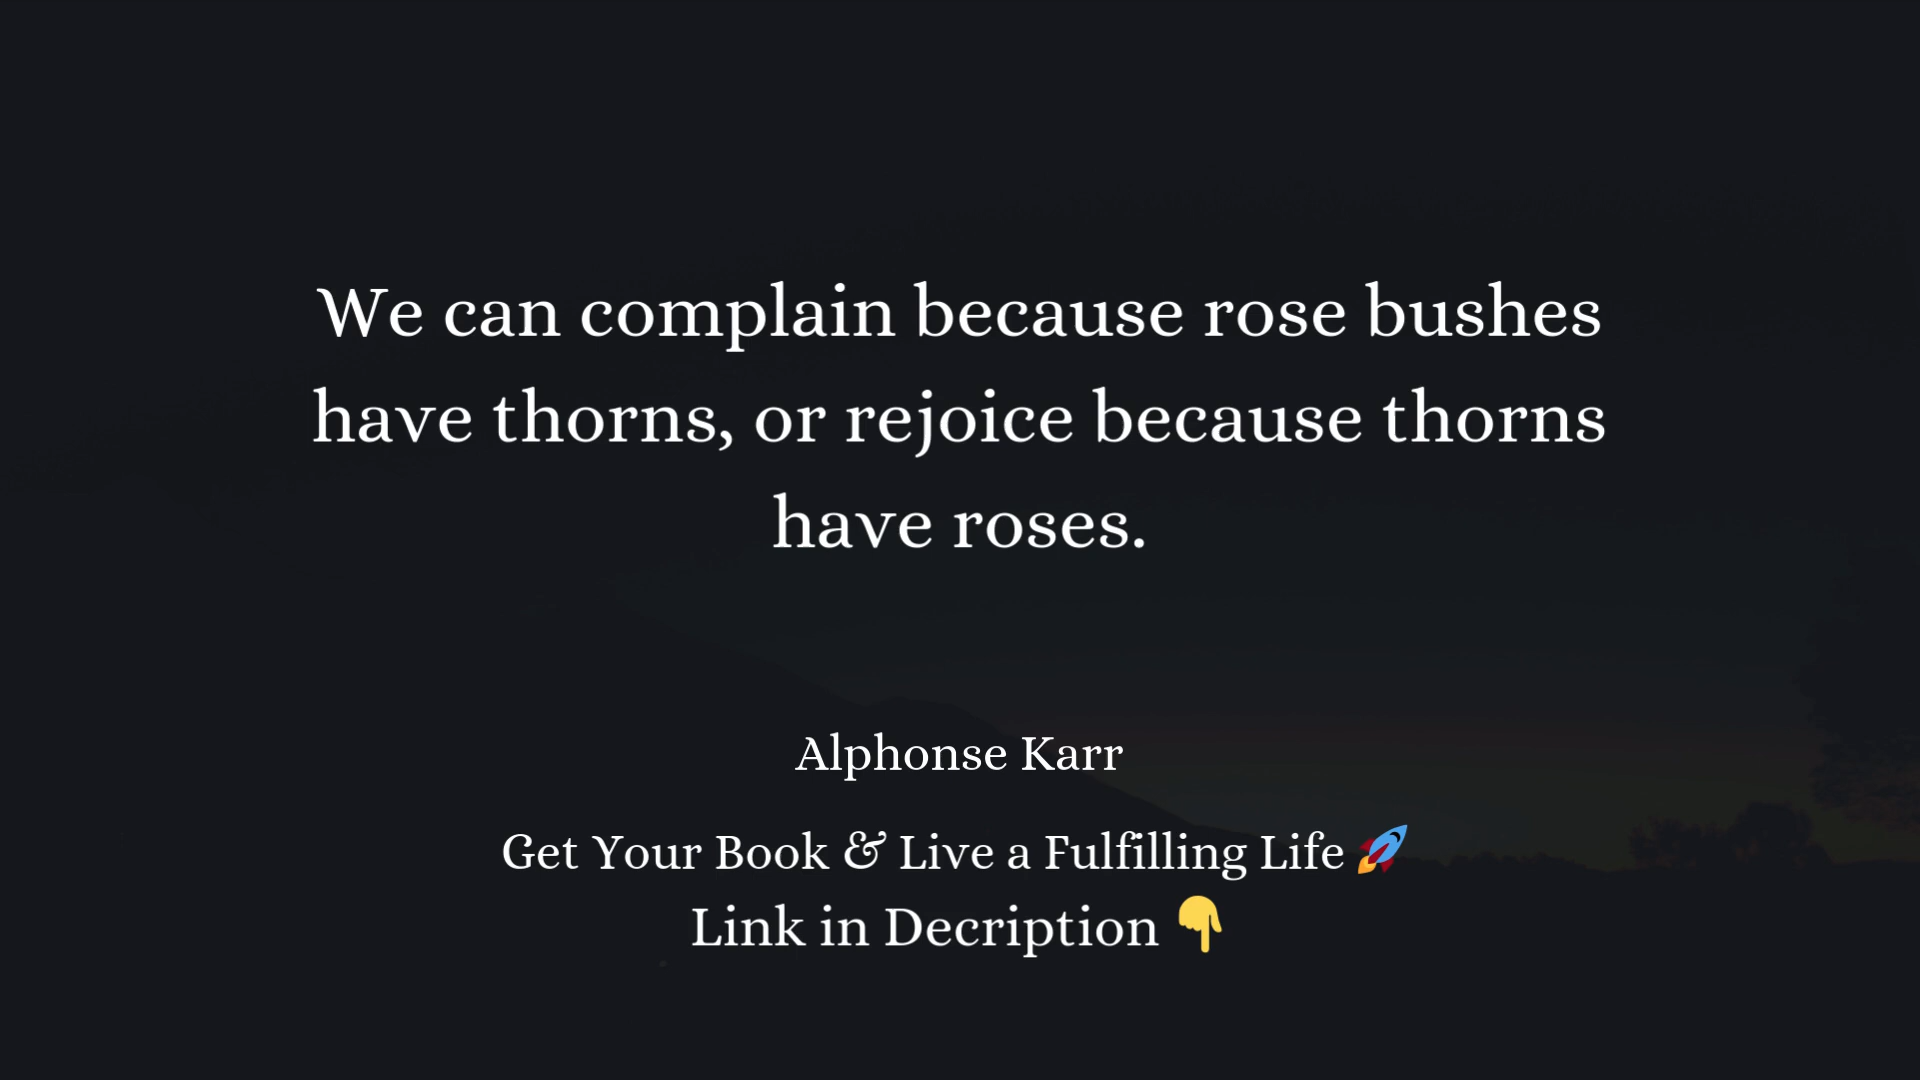 We can complain because rose bushes
have thorns, or rejoice because thorns
have roses.
Alphonse Karr
Get Your Book & Live a Fulfilling Life 🚀
Link in Decription 👇